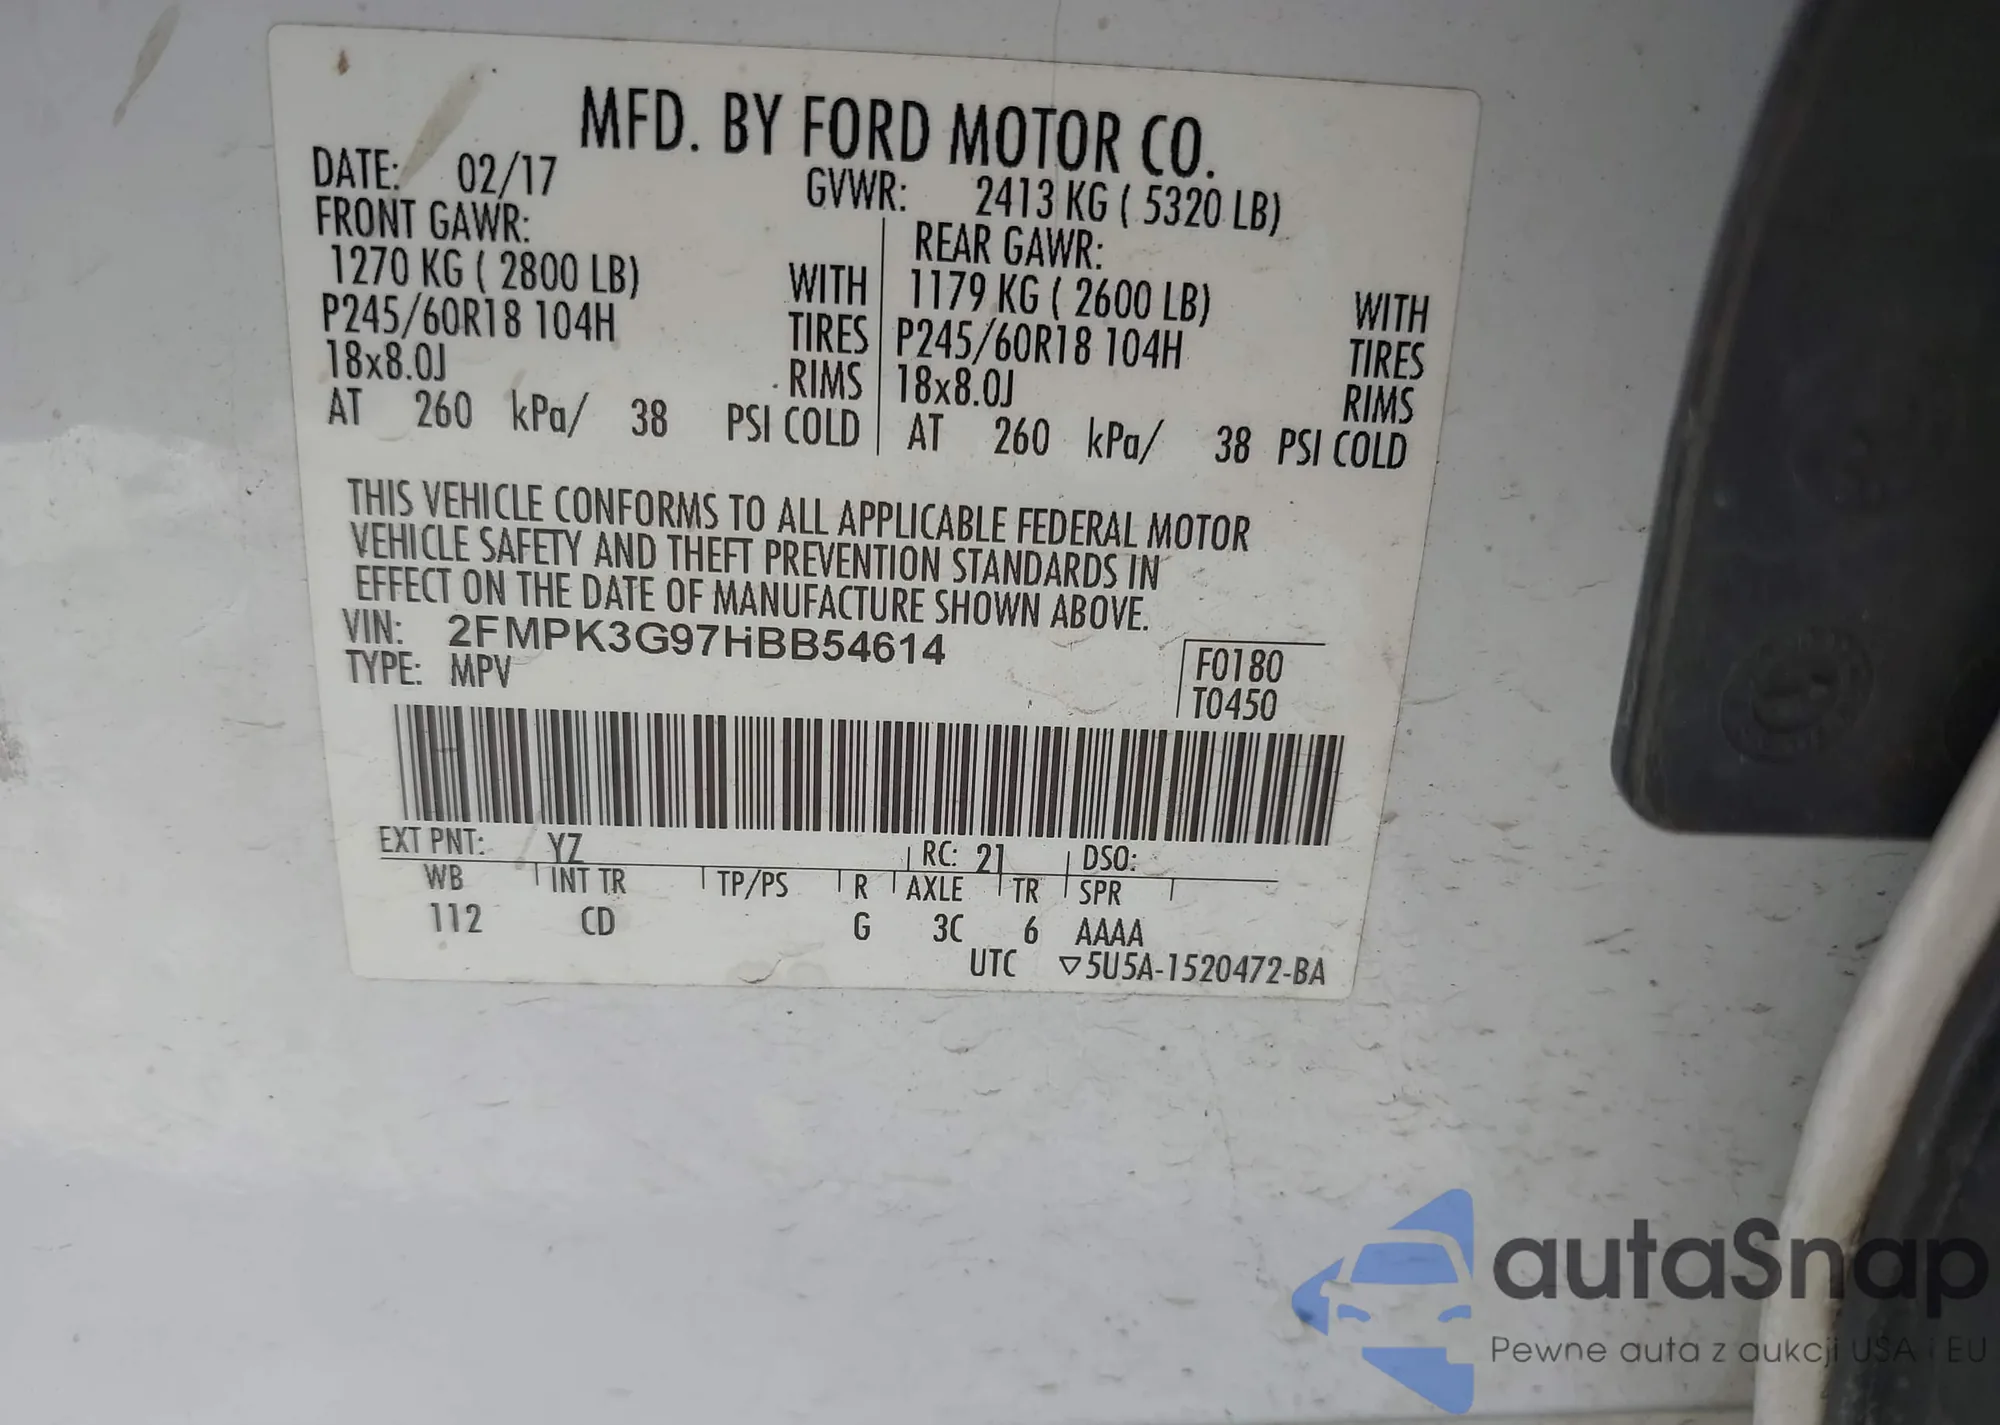 MFD. BY FORD MOTOR CO.
DATE: 02/17 GVWR: 2413 KG ( 5320 LB)
FRONT GAWR: REAR GAWR:
1270 KG ( 2800 LB) WITH 1179 KG ( 2600 LB) WITH
P245/60R18 104H TIRES P245/60R18 104H TIRES
18x8.0J RIMS 18x8.0J RIMS
AT 260 kPa/ 38 PSI COLD AT 260 kPa/ 38 PSI COLD
THIS VEHICLE CONFORMS TO ALL APPLICABLE FEDERAL MOTOR
VEHICLE SAFETY AND THEFT PREVENTION STANDARDS IN
EFFECT ON THE DATE OF MANUFACTURE SHOWN ABOVE.
VIN: 2FMPK3G97HBB54614
TYPE: MPV
F0180
T0450
EXT PNT: YZ RC: 21 DSO:
WB INT TR TP/PS R AXLE TR SPR
112 CD G 3C 6 AAAA
UTC ▽5U5A-1520472-BA
autaSnap
Pewne auta z aukcji USA i EU